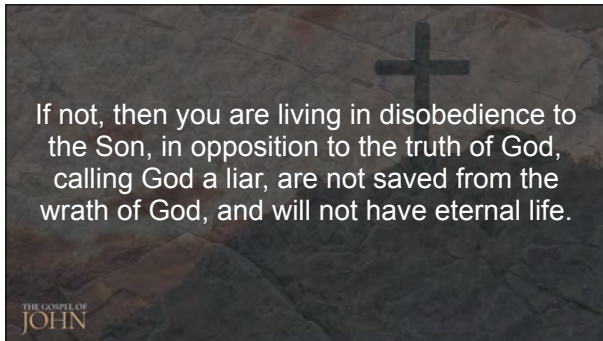 If not, then you are living in disobedience to
the Son, in opposition to the truth of God,
calling God a liar, are not saved from the
wrath of God, and will not have eternal life.
THE GOSPEL OF
JOHN